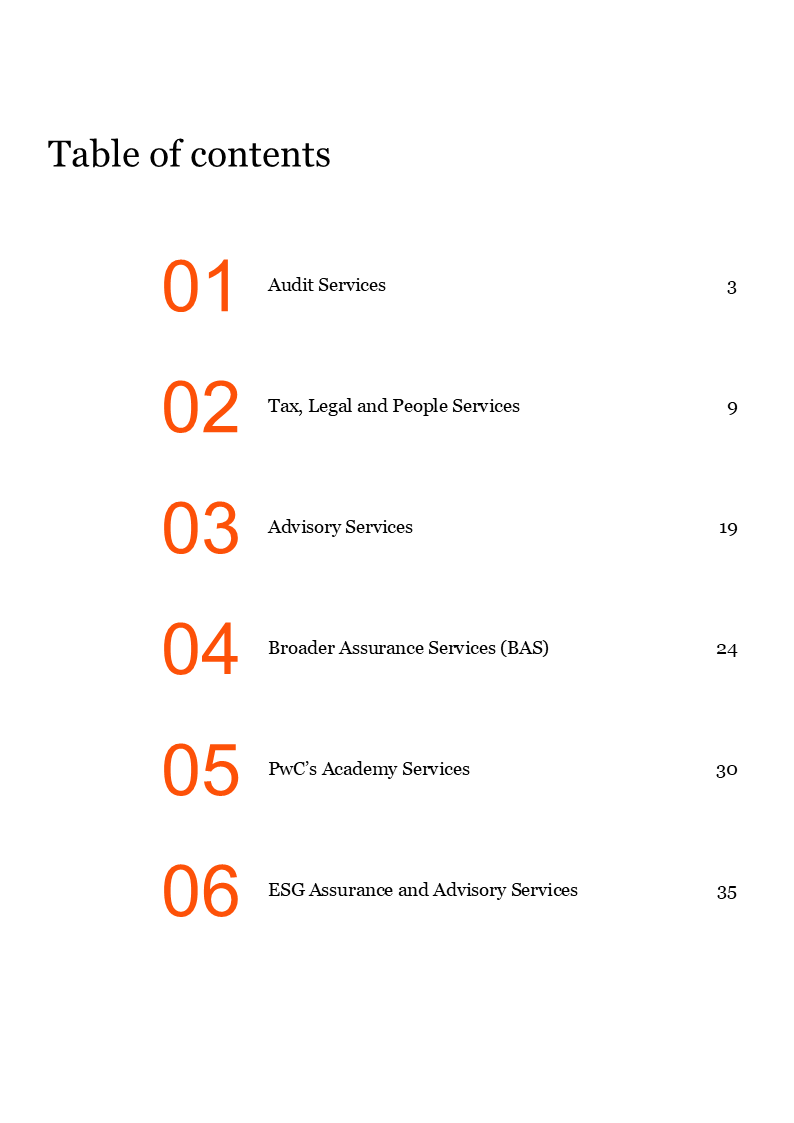 Table of contents
01 Audit Services 3
02 Tax, Legal and People Services 9
03 Advisory Services 19
04 Broader Assurance Services (BAS) 24
05 PwC’s Academy Services 30
06 ESG Assurance and Advisory Services 35